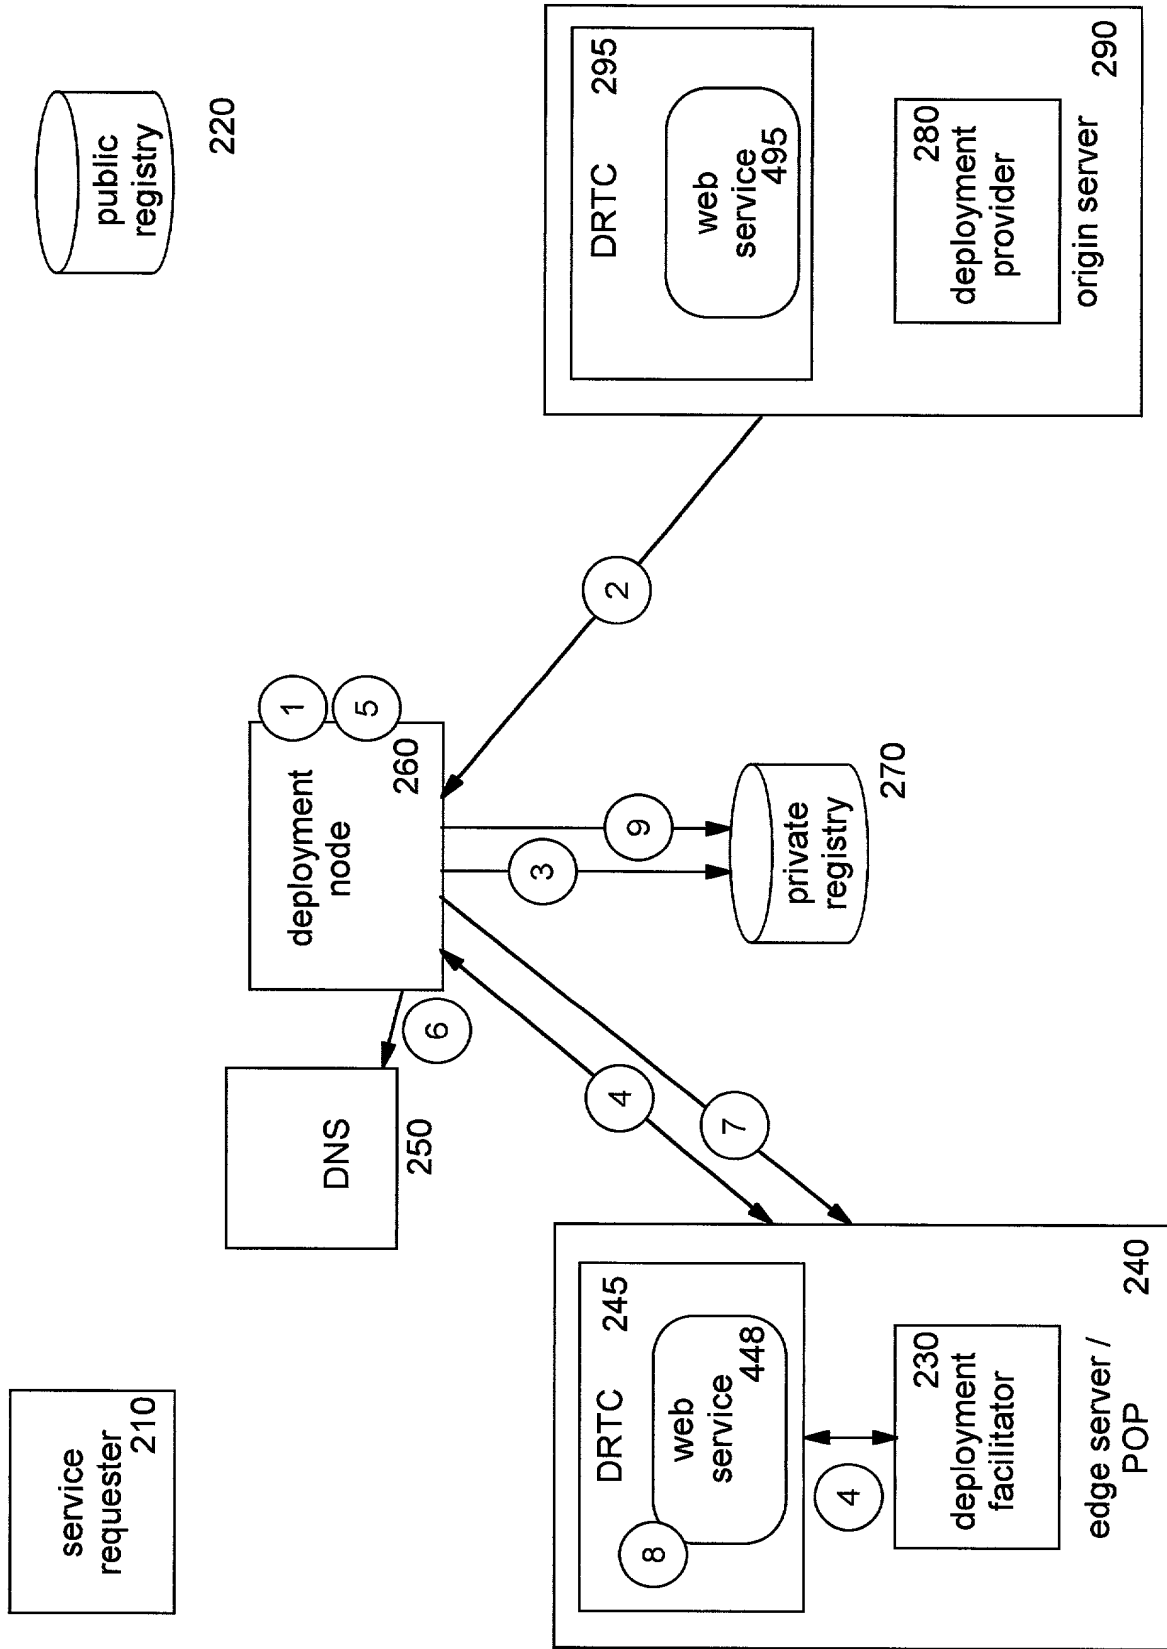 service
requester
210
public
registry
220
DNS
250
deployment
node
260
1
5
6
2
3
9
4
7
private
registry
270
DRTC
245
8
web
service
448
4
230
deployment
facilitator
240
edge server /
POP
DRTC
295
web
service
495
280
deployment
provider
origin server
290